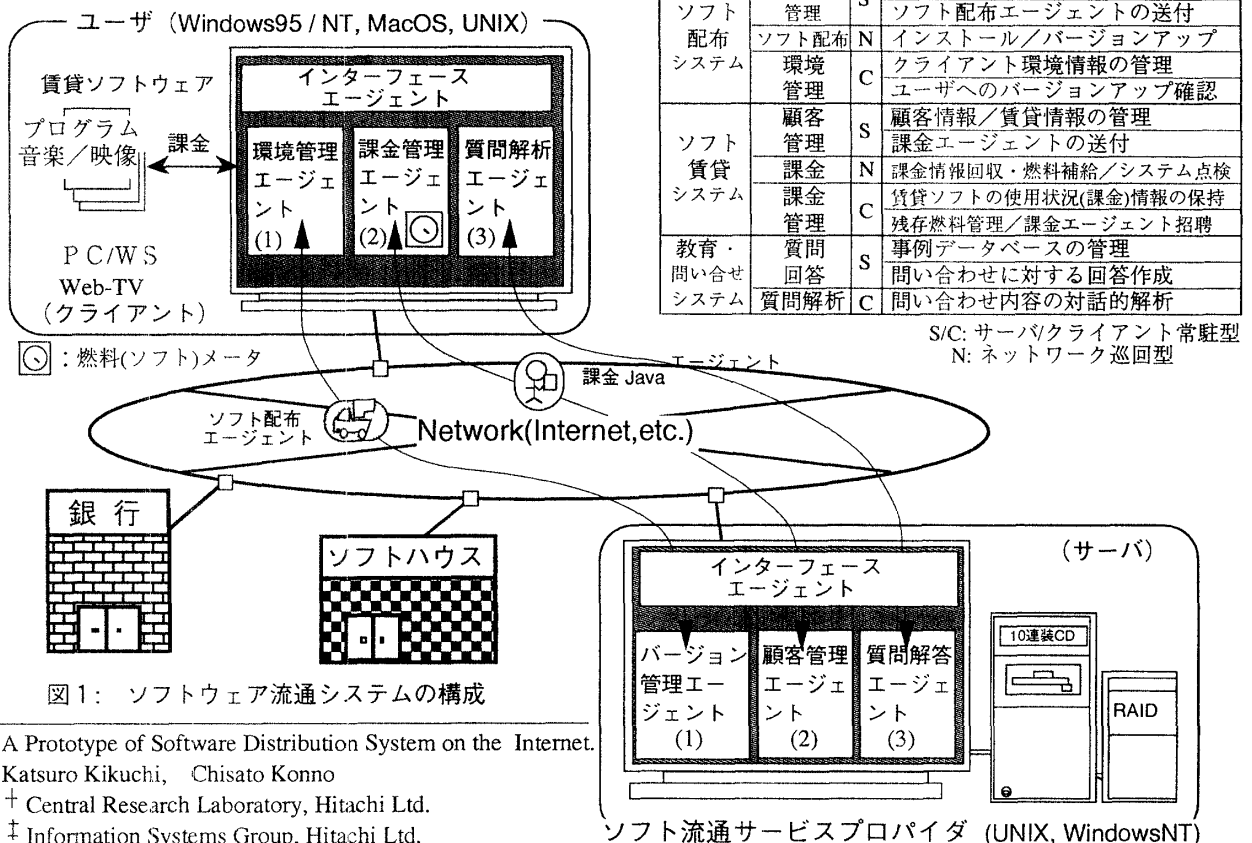 ユーザ (Windows95 / NT, MacOS, UNIX)
賃貸ソフトウェア
プログラム
音楽／映像
課金
インターフェース
エージェント
環境管理
エージェ
ント
(1)
課金管理
エージェ
ント
(2)
質問解析
エージェ
ント
(3)
PC/WS
Web-TV
(クライアント)
：燃料(ソフト)メータ
ソフト 管理 S ソフト配布エージェントの送付
配布 ソフト配布 N インストール／バージョンアップ
システム 環境 C クライアント環境情報の管理
管理 ユーザへのバージョンアップ確認
顧客 S 顧客情報／賃貸情報の管理
ソフト 管理 課金エージェントの送付
賃貸 課金 N 課金情報回収・燃料補給／システム点検
システム 課金 C 賃貸ソフトの使用状況(課金)情報の保持
管理 残存燃料管理／課金エージェント招聘
教育・ 質問 S 事例データベースの管理
問い合せ 回答 問い合わせに対する回答作成
システム 質問解析 C 問い合わせ内容の対話的解析
S/C: サーバ/クライアント常駐型
N: ネットワーク巡回型
エージェント
課金 Java
ソフト配布
エージェント
Network(Internet,etc.)
銀 行
ソフトハウス
(サーバ)
インターフェース
エージェント
バージョン
管理エー
ジェント
(1)
顧客管理
エージェ
ント
(2)
質問解答
エージェ
ント
(3)
10連装CD
RAID
ソフト流通サービスプロパイダ (UNIX, WindowsNT)
図1： ソフトウェア流通システムの構成
A Prototype of Software Distribution System on the Internet.
Katsuro Kikuchi, Chisato Konno
† Central Research Laboratory, Hitachi Ltd.
‡ Information Systems Group, Hitachi Ltd.